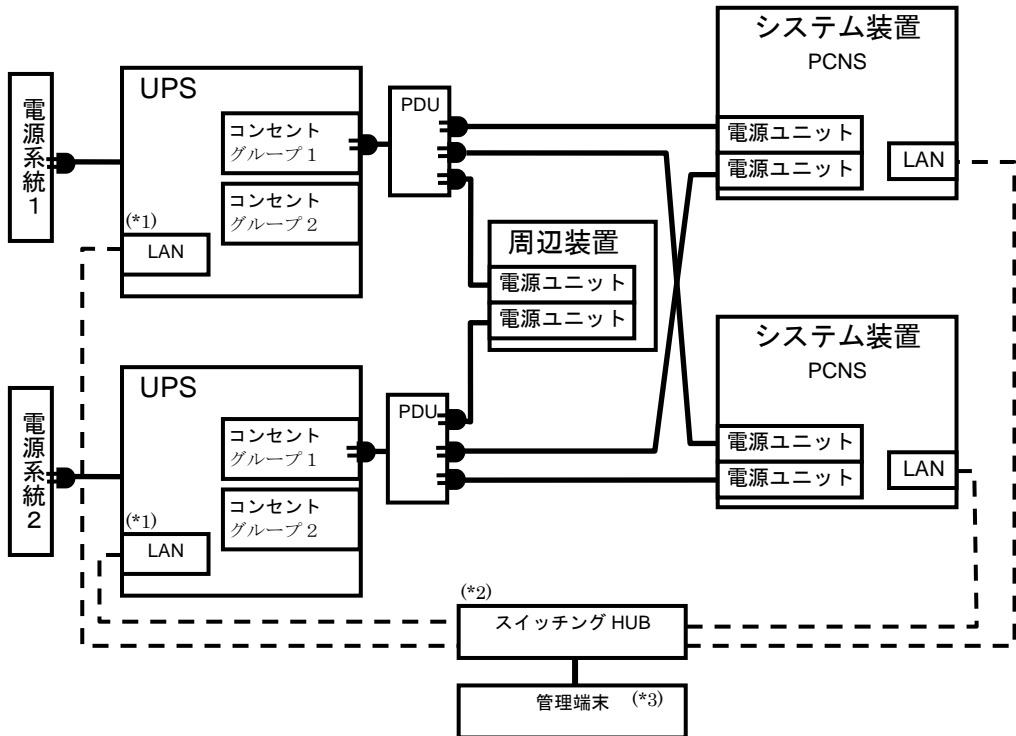 システム装置
PCNS
電源ユニット
電源ユニット
LAN
電源系統1
UPS
コンセント
グループ1
コンセント
グループ2
(*1)
LAN
PDU
周辺装置
電源ユニット
電源ユニット
システム装置
PCNS
電源ユニット
電源ユニット
LAN
電源系統2
UPS
コンセント
グループ1
コンセント
グループ2
(*1)
LAN
PDU
(*2)
スイッチング HUB
管理端末 (*3)